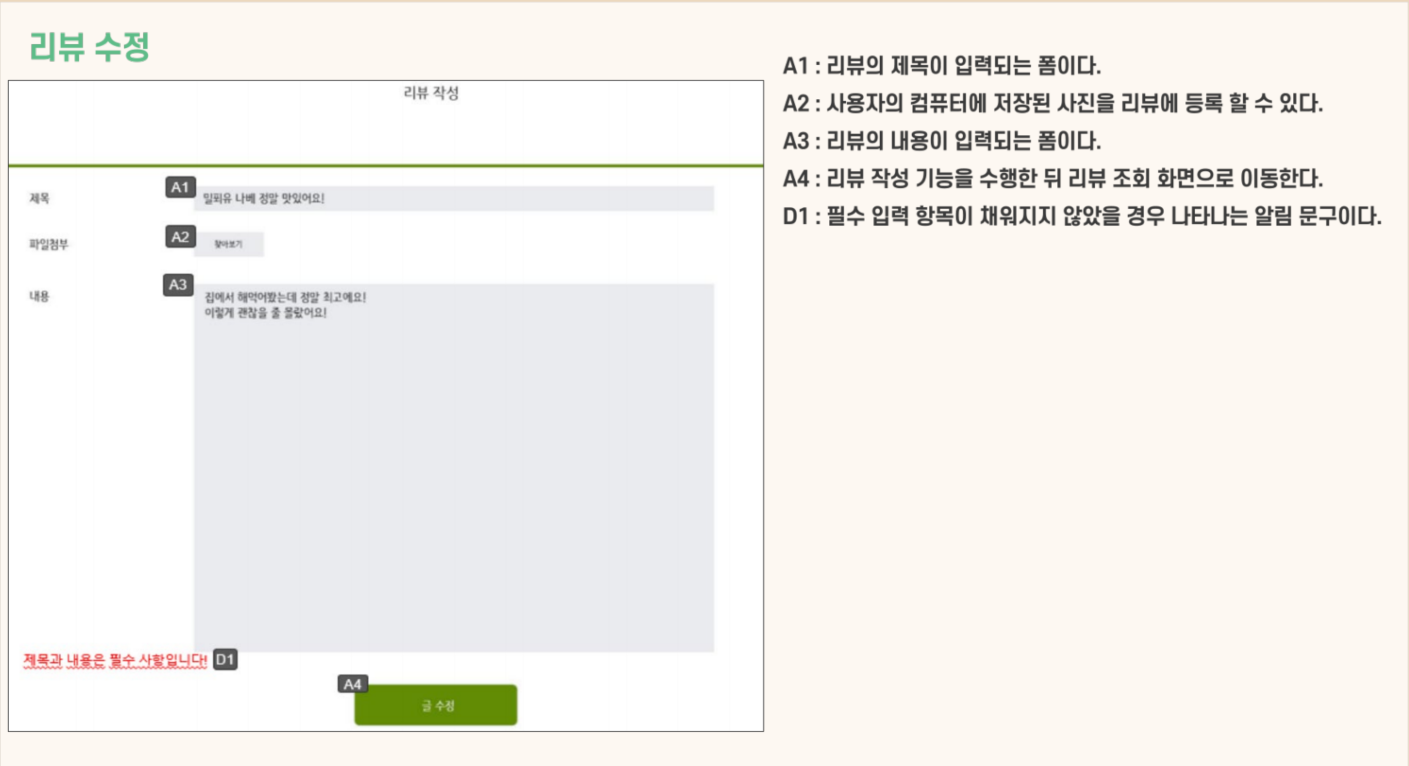 리뷰 수정
리뷰 작성
제목
A1
밀푀유 나베 정말 맛있어요!
파일첨부
A2
찾아보기
내용
A3
집에서 해먹어봤는데 정말 최고에요!
이렇게 괜찮을 줄 몰랐어요!
제목과 내용은 필수 사항입니다! D1
A4
글 수정
A1 : 리뷰의 제목이 입력되는 폼이다.
A2 : 사용자의 컴퓨터에 저장된 사진을 리뷰에 등록 할 수 있다.
A3 : 리뷰의 내용이 입력되는 폼이다.
A4 : 리뷰 작성 기능을 수행한 뒤 리뷰 조회 화면으로 이동한다.
D1 : 필수 입력 항목이 채워지지 않았을 경우 나타나는 알림 문구이다.